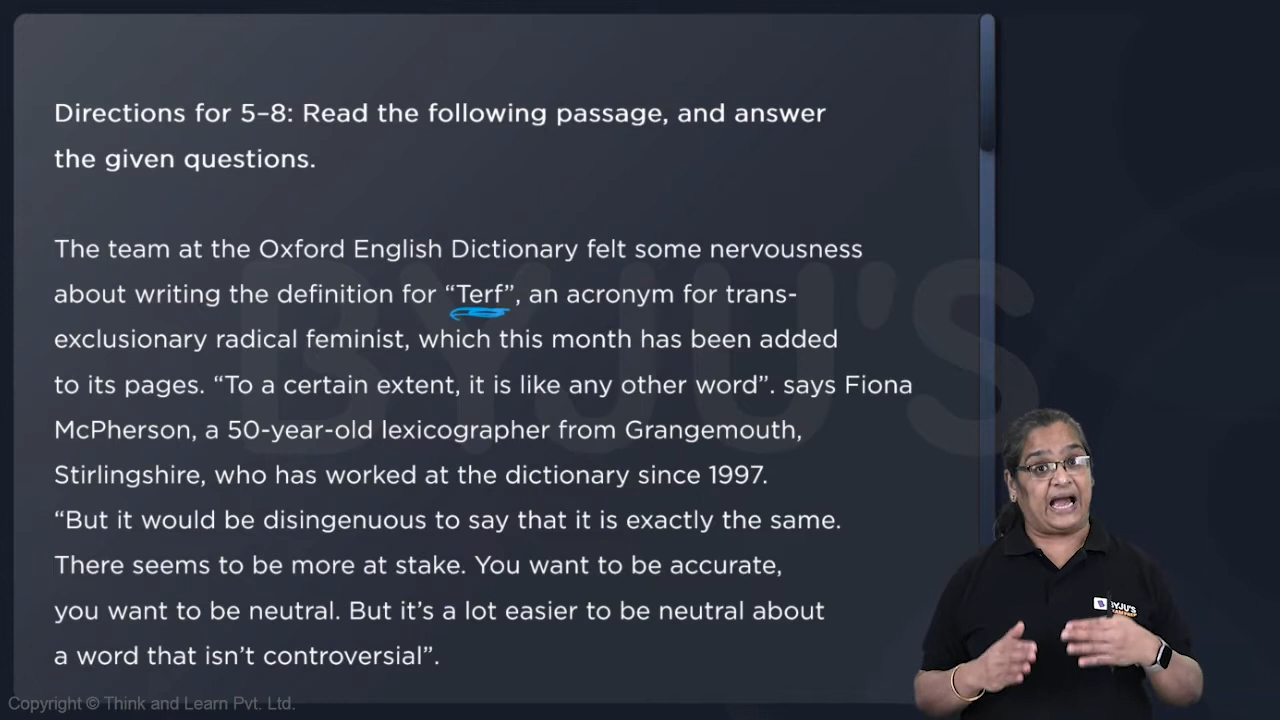 Directions for 5–8: Read the following passage, and answer
the given questions.
The team at the Oxford English Dictionary felt some nervousness
about writing the definition for “Terf”, an acronym for trans-
exclusionary radical feminist, which this month has been added
to its pages. “To a certain extent, it is like any other word”. says Fiona
McPherson, a 50-year-old lexicographer from Grangemouth,
Stirlingshire, who has worked at the dictionary since 1997.
“But it would be disingenuous to say that it is exactly the same.
There seems to be more at stake. You want to be accurate,
you want to be neutral. But it’s a lot easier to be neutral about
a word that isn’t controversial”.
BYJU'S
BYJU'S
Copyright © Think and Learn Pvt. Ltd.